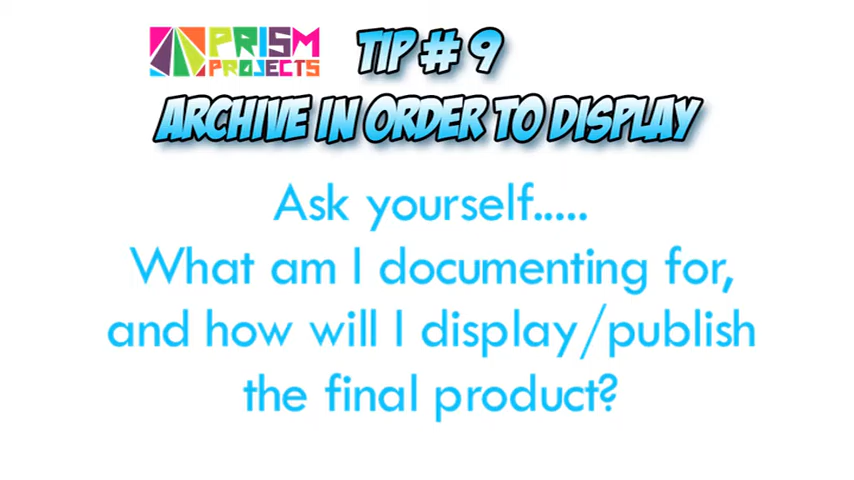 PRISM
PROJECTS
TIP # 9
ARCHIVE IN ORDER TO DISPLAY
Ask yourself.....
What am I documenting for,
and how will I display/publish
the final product?